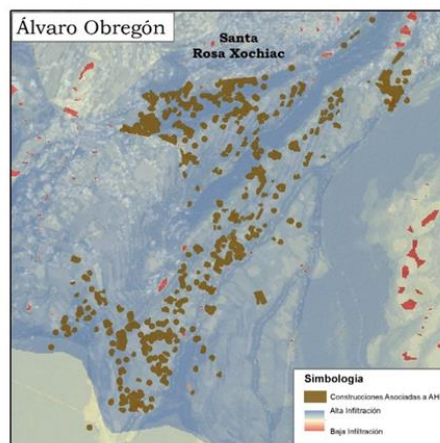 Álvaro Obregón
Santa
Rosa Xochiac
Simbología
Construcciones Asociadas a AH
Alta Infiltración
Baja Infiltración